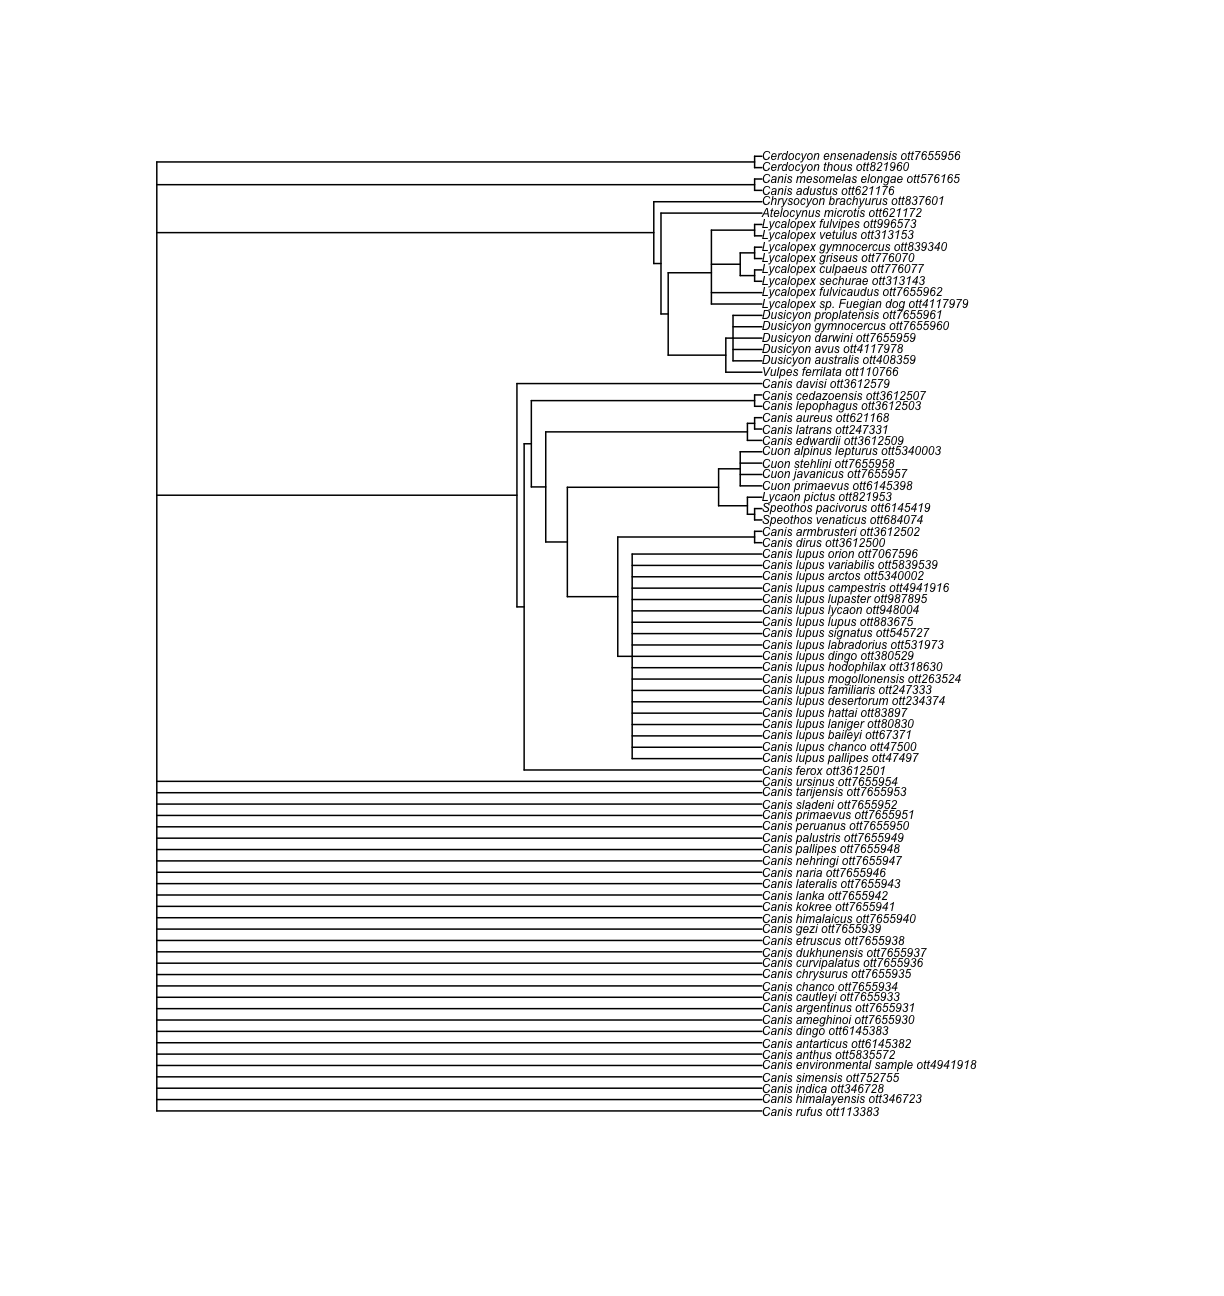 Cerdocyon ensenadensis ott7655956
Cerdocyon thous ott821960
Canis mesomelas elongae ott576165
Canis adustus ott621176
Chrysocyon brachyurus ott837601
Atelocynus microtis ott621172
Lycalopex fulvipes ott996573
Lycalopex vetulus ott313153
Lycalopex gymnocercus ott839340
Lycalopex griseus ott776070
Lycalopex culpaeus ott776077
Lycalopex sechurae ott313143
Lycalopex fulvicaudus ott7655962
Lycalopex sp. Fuegian dog ott4117979
Dusicyon proplatensis ott7655961
Dusicyon gymnocercus ott7655960
Dusicyon darwini ott7655959
Dusicyon avus ott4117978
Dusicyon australis ott408359
Vulpes ferrilata ott110766
Canis davisi ott3612579
Canis cedazoensis ott3612507
Canis lepophagus ott3612503
Canis aureus ott621168
Canis latrans ott247331
Canis edwardii ott3612509
Cuon alpinus lepturus ott5340003
Cuon stehlini ott7655958
Cuon javanicus ott7655957
Cuon primaevus ott6145398
Lycaon pictus ott821953
Speothos pacivorus ott6145419
Speothos venaticus ott684074
Canis armbrusteri ott3612502
Canis dirus ott3612500
Canis lupus orion ott7067596
Canis lupus variabilis ott5839539
Canis lupus arctos ott5340002
Canis lupus campestris ott4941916
Canis lupus lupaster ott987895
Canis lupus lycaon ott948004
Canis lupus lupus ott883675
Canis lupus signatus ott545727
Canis lupus labradorius ott531973
Canis lupus dingo ott380529
Canis lupus hodophilax ott318630
Canis lupus mogollonensis ott263524
Canis lupus familiaris ott247333
Canis lupus desertorum ott234374
Canis lupus hattai ott83897
Canis lupus laniger ott80830
Canis lupus baileyi ott67371
Canis lupus chanco ott47500
Canis lupus pallipes ott47497
Canis ferox ott3612501
Canis ursinus ott7655954
Canis tarijensis ott7655953
Canis sladeni ott7655952
Canis primaevus ott7655951
Canis peruanus ott7655950
Canis palustris ott7655949
Canis pallipes ott7655948
Canis nehringi ott7655947
Canis naria ott7655946
Canis lateralis ott7655943
Canis lanka ott7655942
Canis kokree ott7655941
Canis himalaicus ott7655940
Canis gezi ott7655939
Canis etruscus ott7655938
Canis dukhunensis ott7655937
Canis curvipalatus ott7655936
Canis chrysurus ott7655935
Canis chanco ott7655934
Canis cautleyi ott7655933
Canis argentinus ott7655931
Canis ameghinoi ott7655930
Canis dingo ott6145383
Canis antarticus ott6145382
Canis anthus ott5835572
Canis environmental sample ott4941918
Canis simensis ott752755
Canis indica ott346728
Canis himalayensis ott346723
Canis rufus ott113383